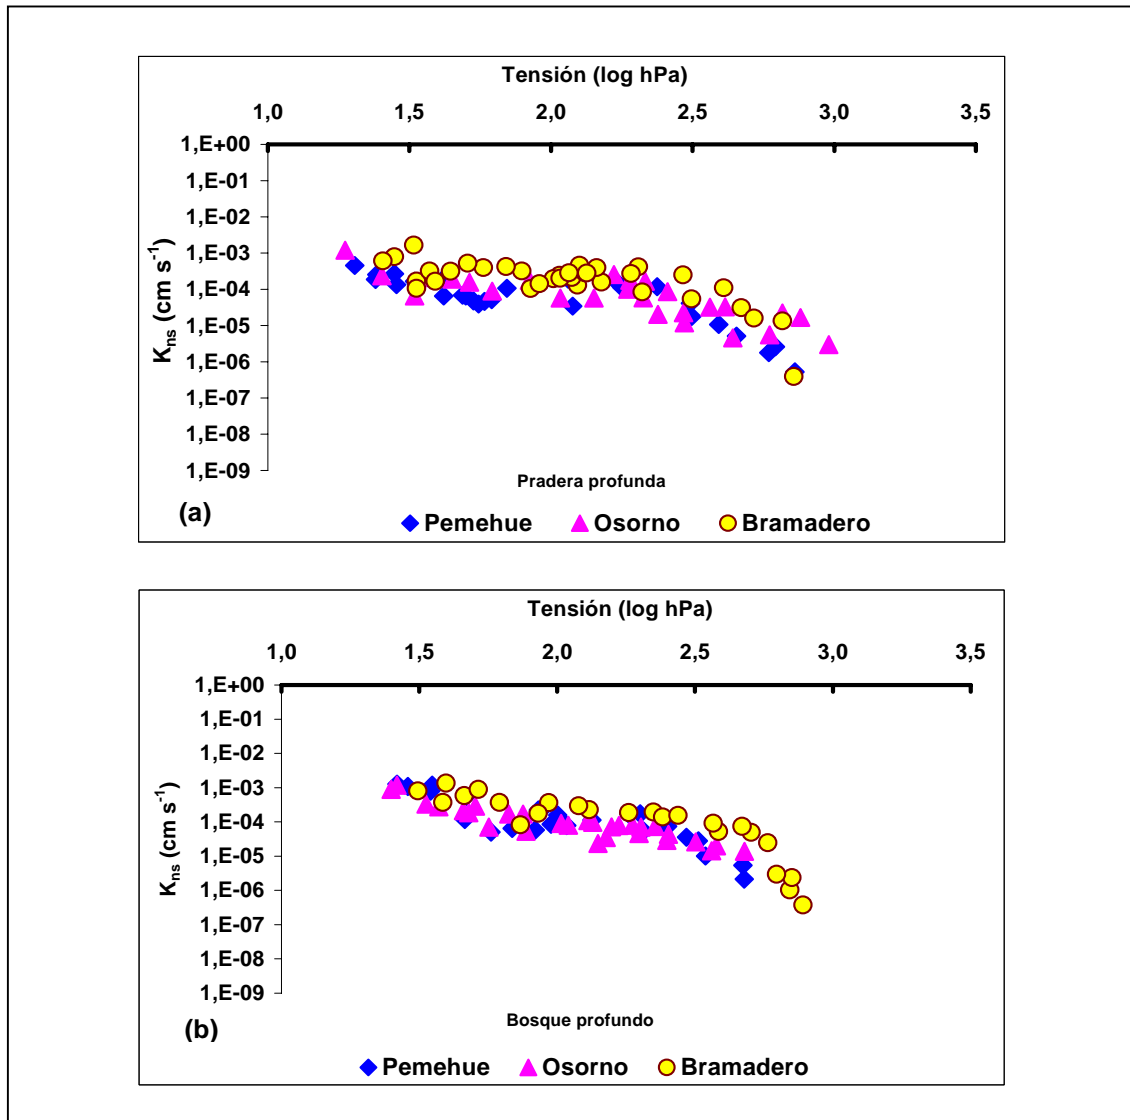 Tensión (log hPa)
1,0 1,5 2,0 2,5 3,0 3,5
1,E+00
1,E-01
1,E-02
1,E-03
1,E-04
1,E-05
1,E-06
1,E-07
1,E-08
1,E-09
Kns (cm s-1)
Pradera profunda
(a)
Pemehue Osorno Bramadero
Tensión (log hPa)
1,0 1,5 2,0 2,5 3,0 3,5
1,E+00
1,E-01
1,E-02
1,E-03
1,E-04
1,E-05
1,E-06
1,E-07
1,E-08
1,E-09
Kns (cm s-1)
Bosque profundo
(b)
Pemehue Osorno Bramadero